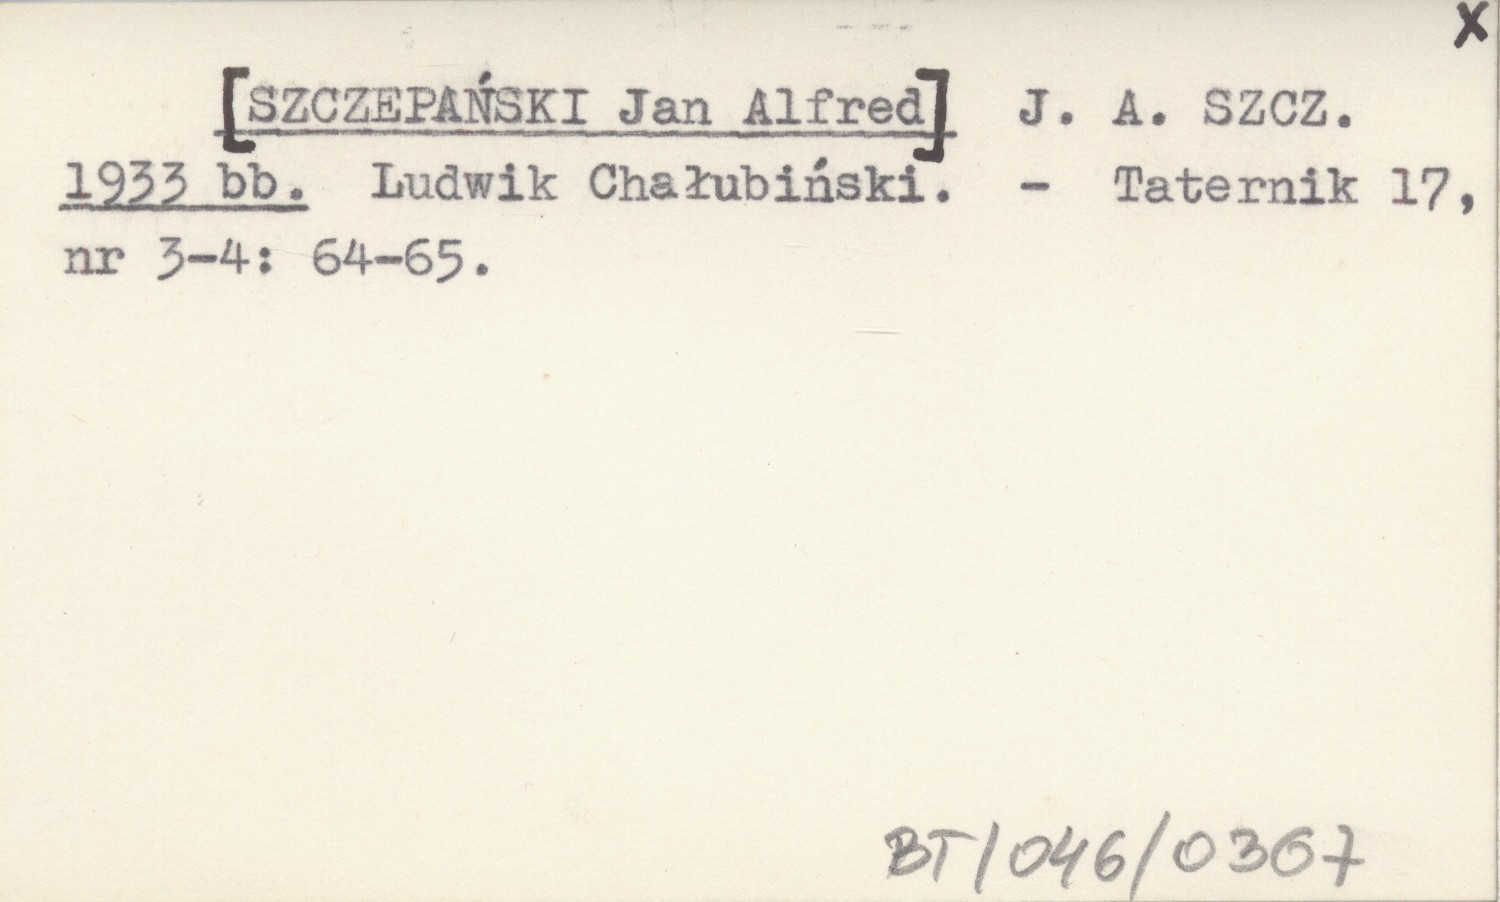 x
[SZCZEPAŃSKI Jan Alfred] J. A. SZCZ.
1933 bb. Ludwik Chałubiński. - Taternik 17,
nr 3-4: 64-65.
BT/046/0367